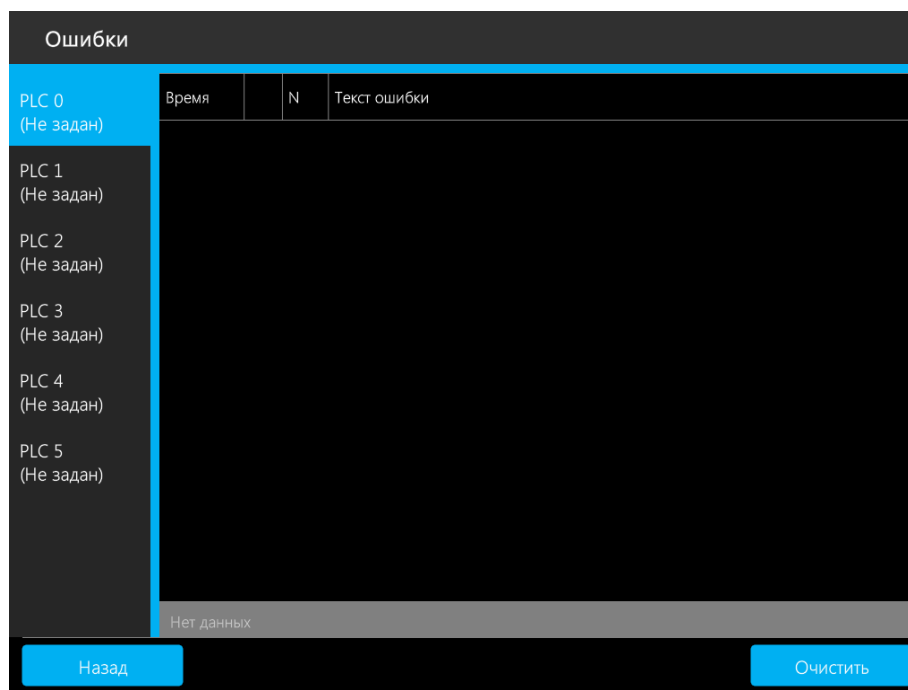 Ошибки
PLC 0
(Не задан)
PLC 1
(Не задан)
PLC 2
(Не задан)
PLC 3
(Не задан)
PLC 4
(Не задан)
PLC 5
(Не задан)
Время N Текст ошибки
Нет данных
Назад Очистить